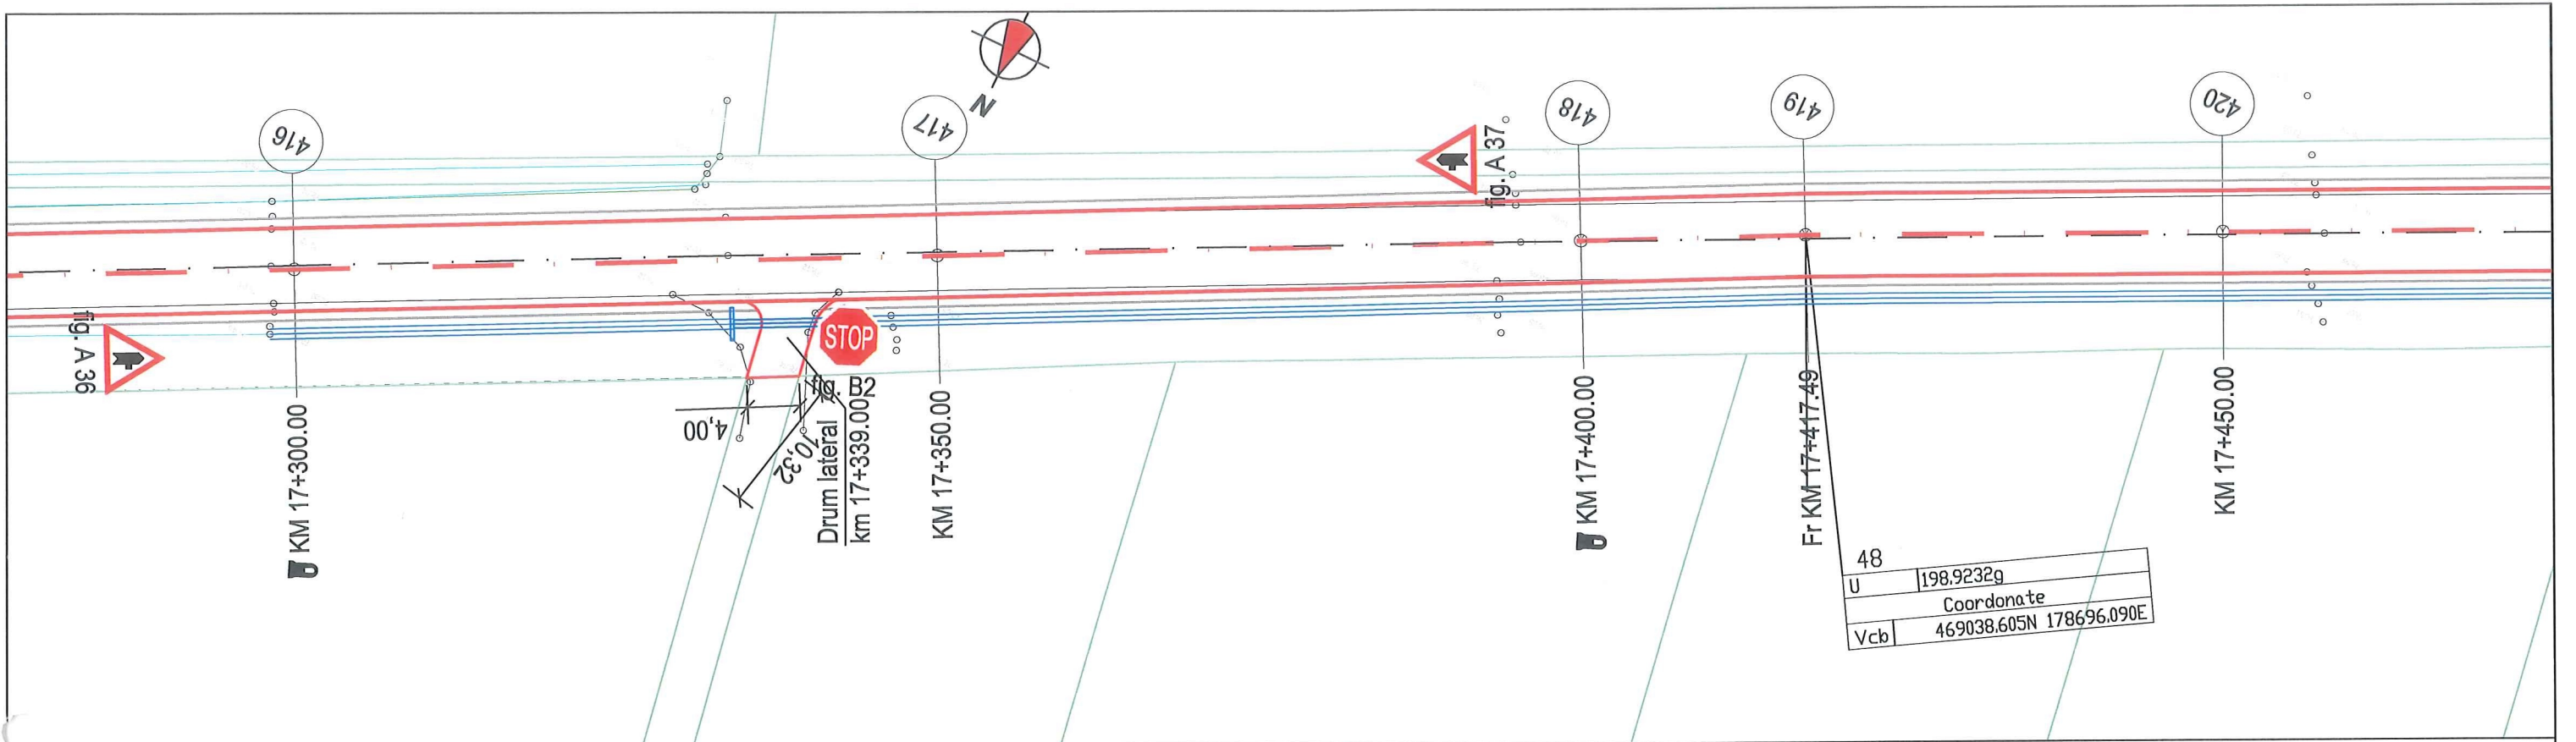 416
N
417
418
419
420
fig. A 37
fig. A 36
STOP
fig. B2
4,00
10,32
Drum lateral
km 17+339.00
KM 17+300.00
KM 17+350.00
KM 17+400.00
Fr KM 17+417.49
KM 17+450.00
48
U 198.9232g
Coordonate
Vcb 469038.605N 178696.090E